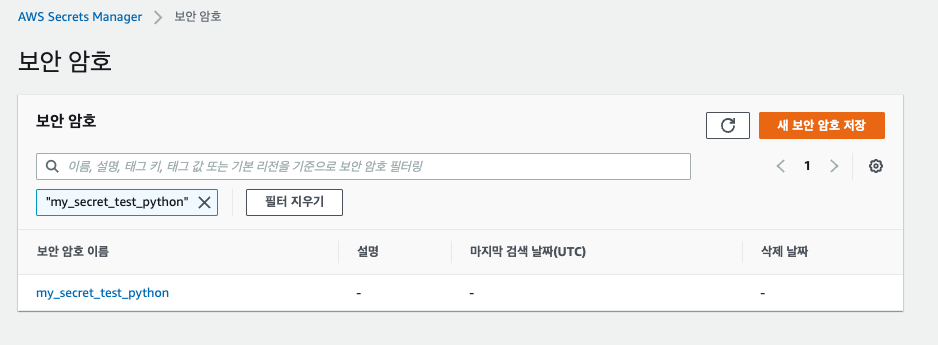 AWS Secrets Manager > 보안 암호
보안 암호
보안 암호
새 보안 암호 저장
이름, 설명, 태그 키, 태그 값 또는 기본 리전을 기준으로 보안 암호 필터링
1
"my_secret_test_python"
필터 지우기
보안 암호 이름 설명 마지막 검색 날짜(UTC) 삭제 날짜
my_secret_test_python - - -